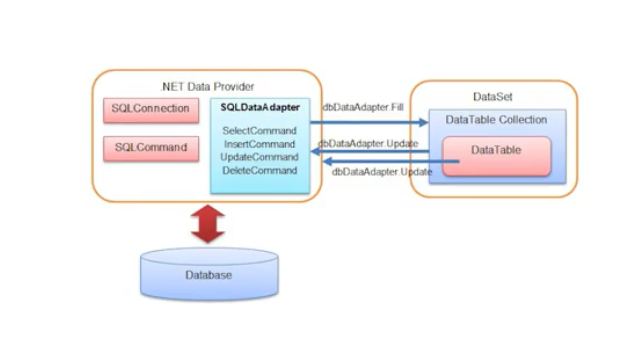 .NET Data Provider
SQLConnection
SQLCommand
SQLDataAdapter
SelectCommand
InsertCommand
UpdateCommand
DeleteCommand
dbDataAdapter.Fill
dbDataAdapter.Update
dbDataAdapter.Update
DataSet
DataTable Collection
DataTable
Database